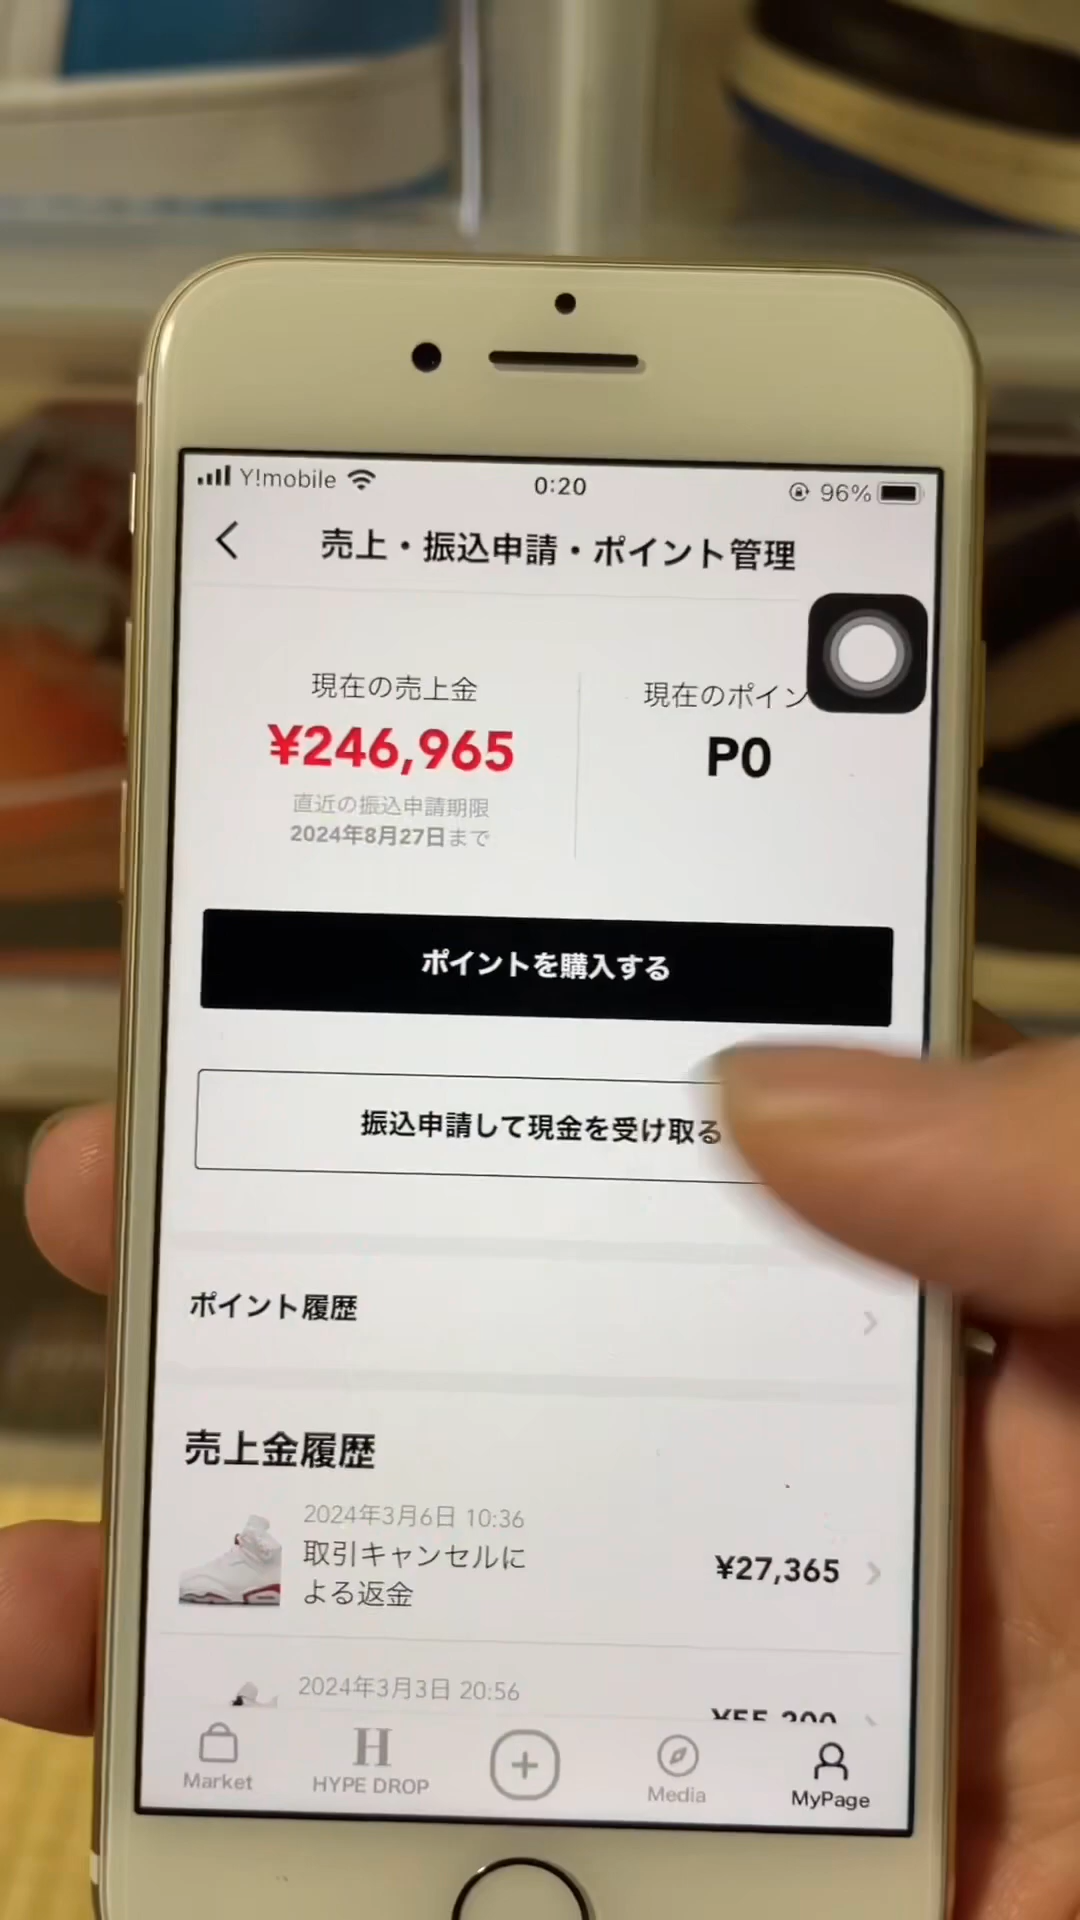 Y!mobile 0:20 96%
売上・振込申請・ポイント管理
現在の売上金
¥246,965
直近の振込申請期限
2024年8月27日まで
現在のポイン
P0
ポイントを購入する
振込申請して現金を受け取る
ポイント履歴
売上金履歴
2024年3月6日 10:36
取引キャンセルに
よる返金
¥27,365
2024年3月3日 20:56
Market
H
HYPE DROP
Media
MyPage